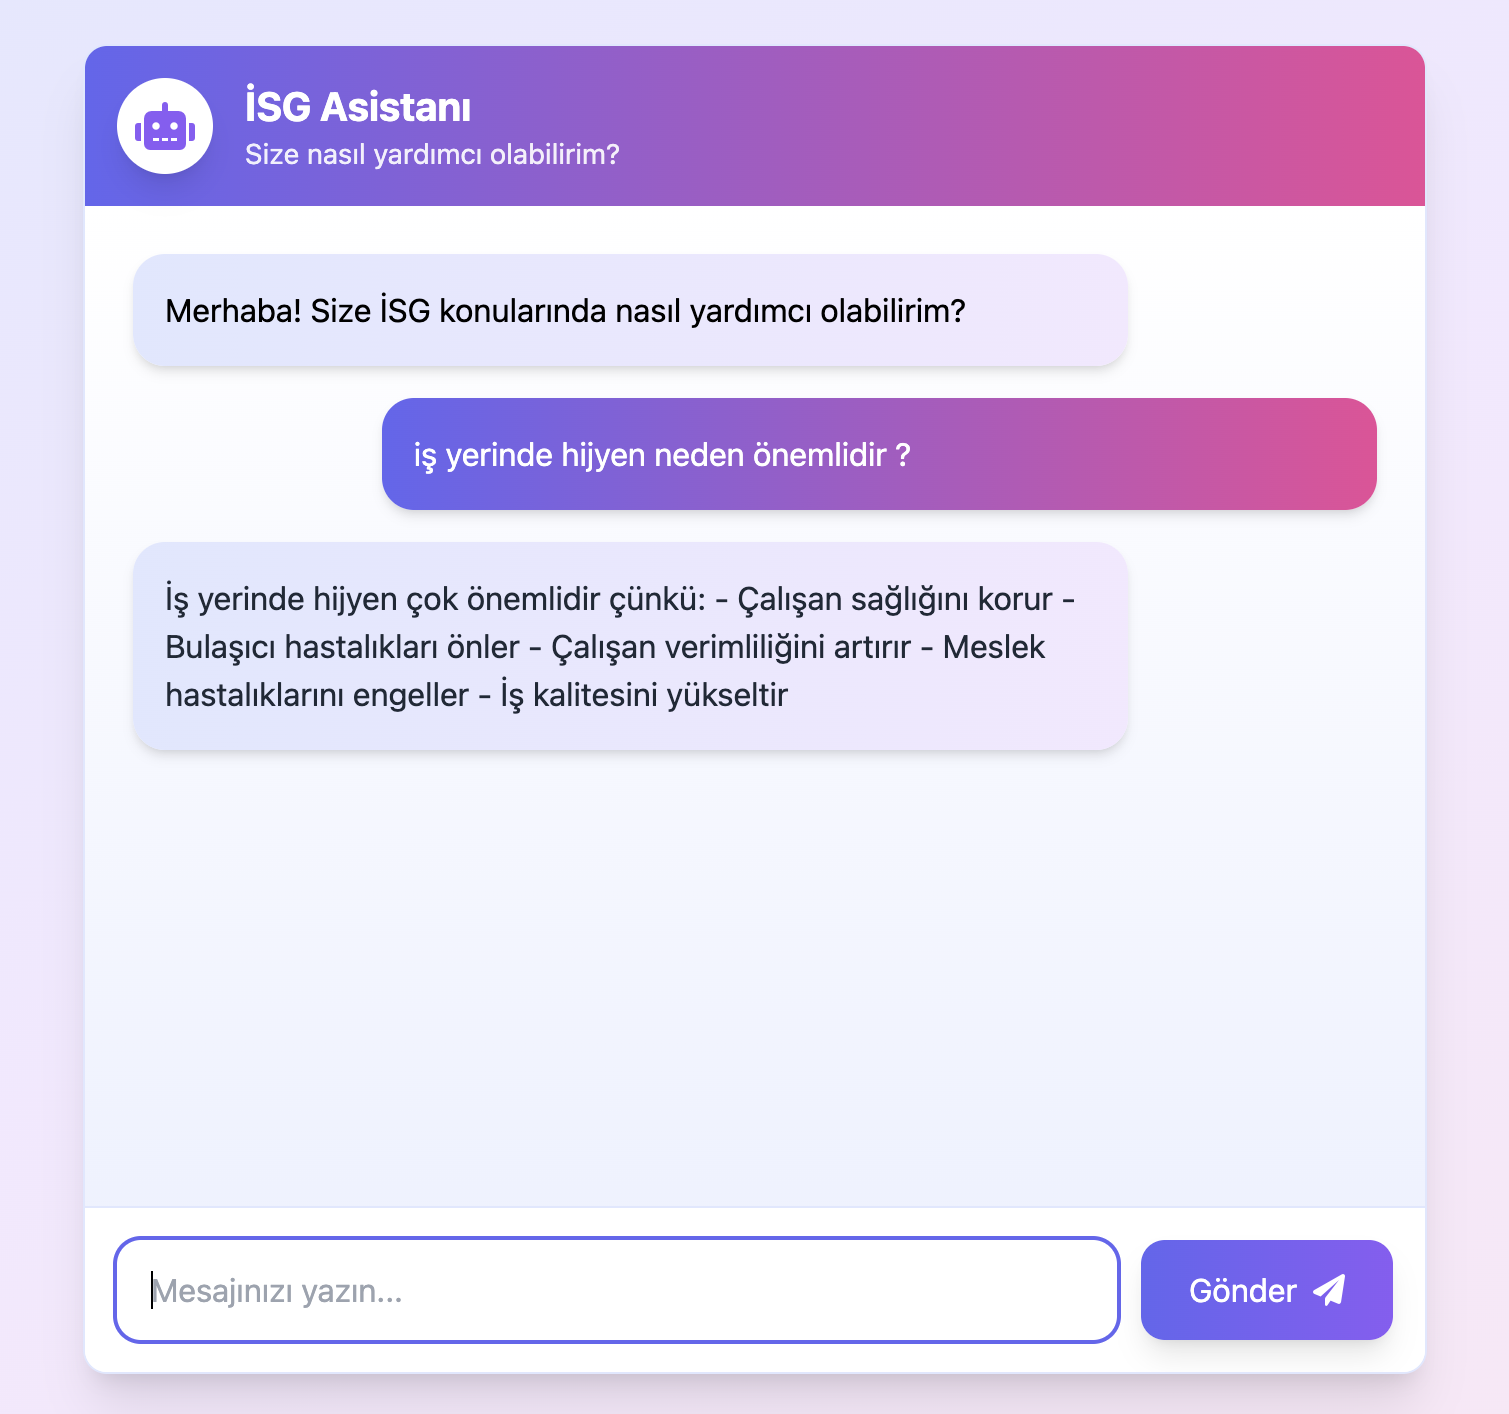 İSG Asistanı
Size nasıl yardımcı olabilirim?
Merhaba! Size İSG konularında nasıl yardımcı olabilirim?
iş yerinde hijyen neden önemlidir ?
İş yerinde hijyen çok önemlidir çünkü: - Çalışan sağlığını korur -
Bulaşıcı hastalıkları önler - Çalışan verimliliğini artırır - Meslek
hastalıklarını engeller - İş kalitesini yükseltir
Mesajınızı yazın...
Gönder